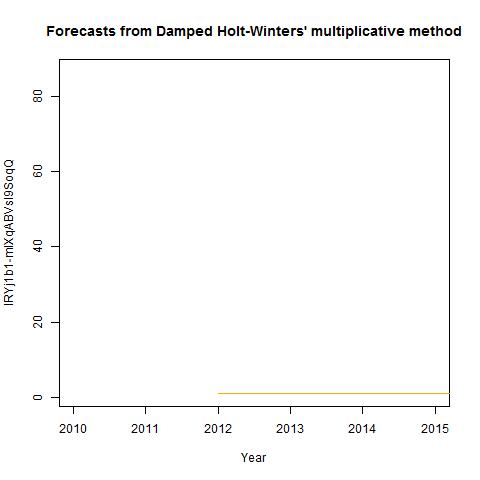 Forecasts from Damped Holt-Winters' multiplicative method
80
60
40
20
0
IRYj1b1-mlXqABVsI9SoqQ
2010 2011 2012 2013 2014 2015
Year